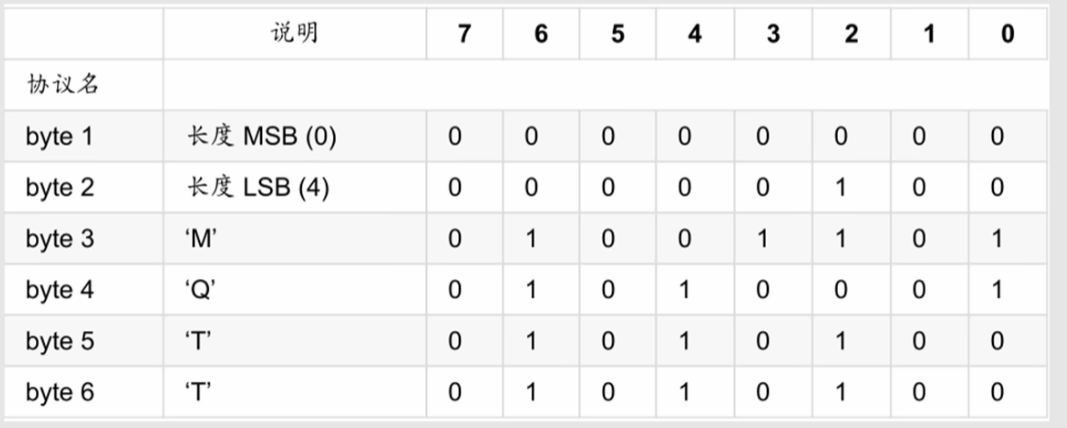 说明 7 6 5 4 3 2 1 0
协议名
byte 1 长度 MSB (0) 0 0 0 0 0 0 0 0
byte 2 长度 LSB (4) 0 0 0 0 0 1 0 0
byte 3 ‘M’ 0 1 0 0 1 1 0 1
byte 4 ‘Q’ 0 1 0 1 0 0 0 1
byte 5 ‘T’ 0 1 0 1 0 1 0 0
byte 6 ‘T’ 0 1 0 1 0 1 0 0